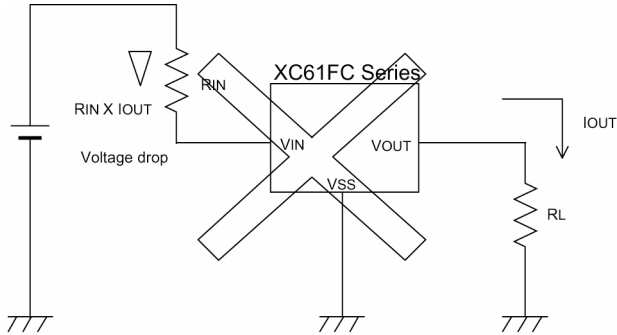 XC61FC Series
RIN
RIN X IOUT
Voltage drop
VIN
VOUT
VSS
IOUT
RL